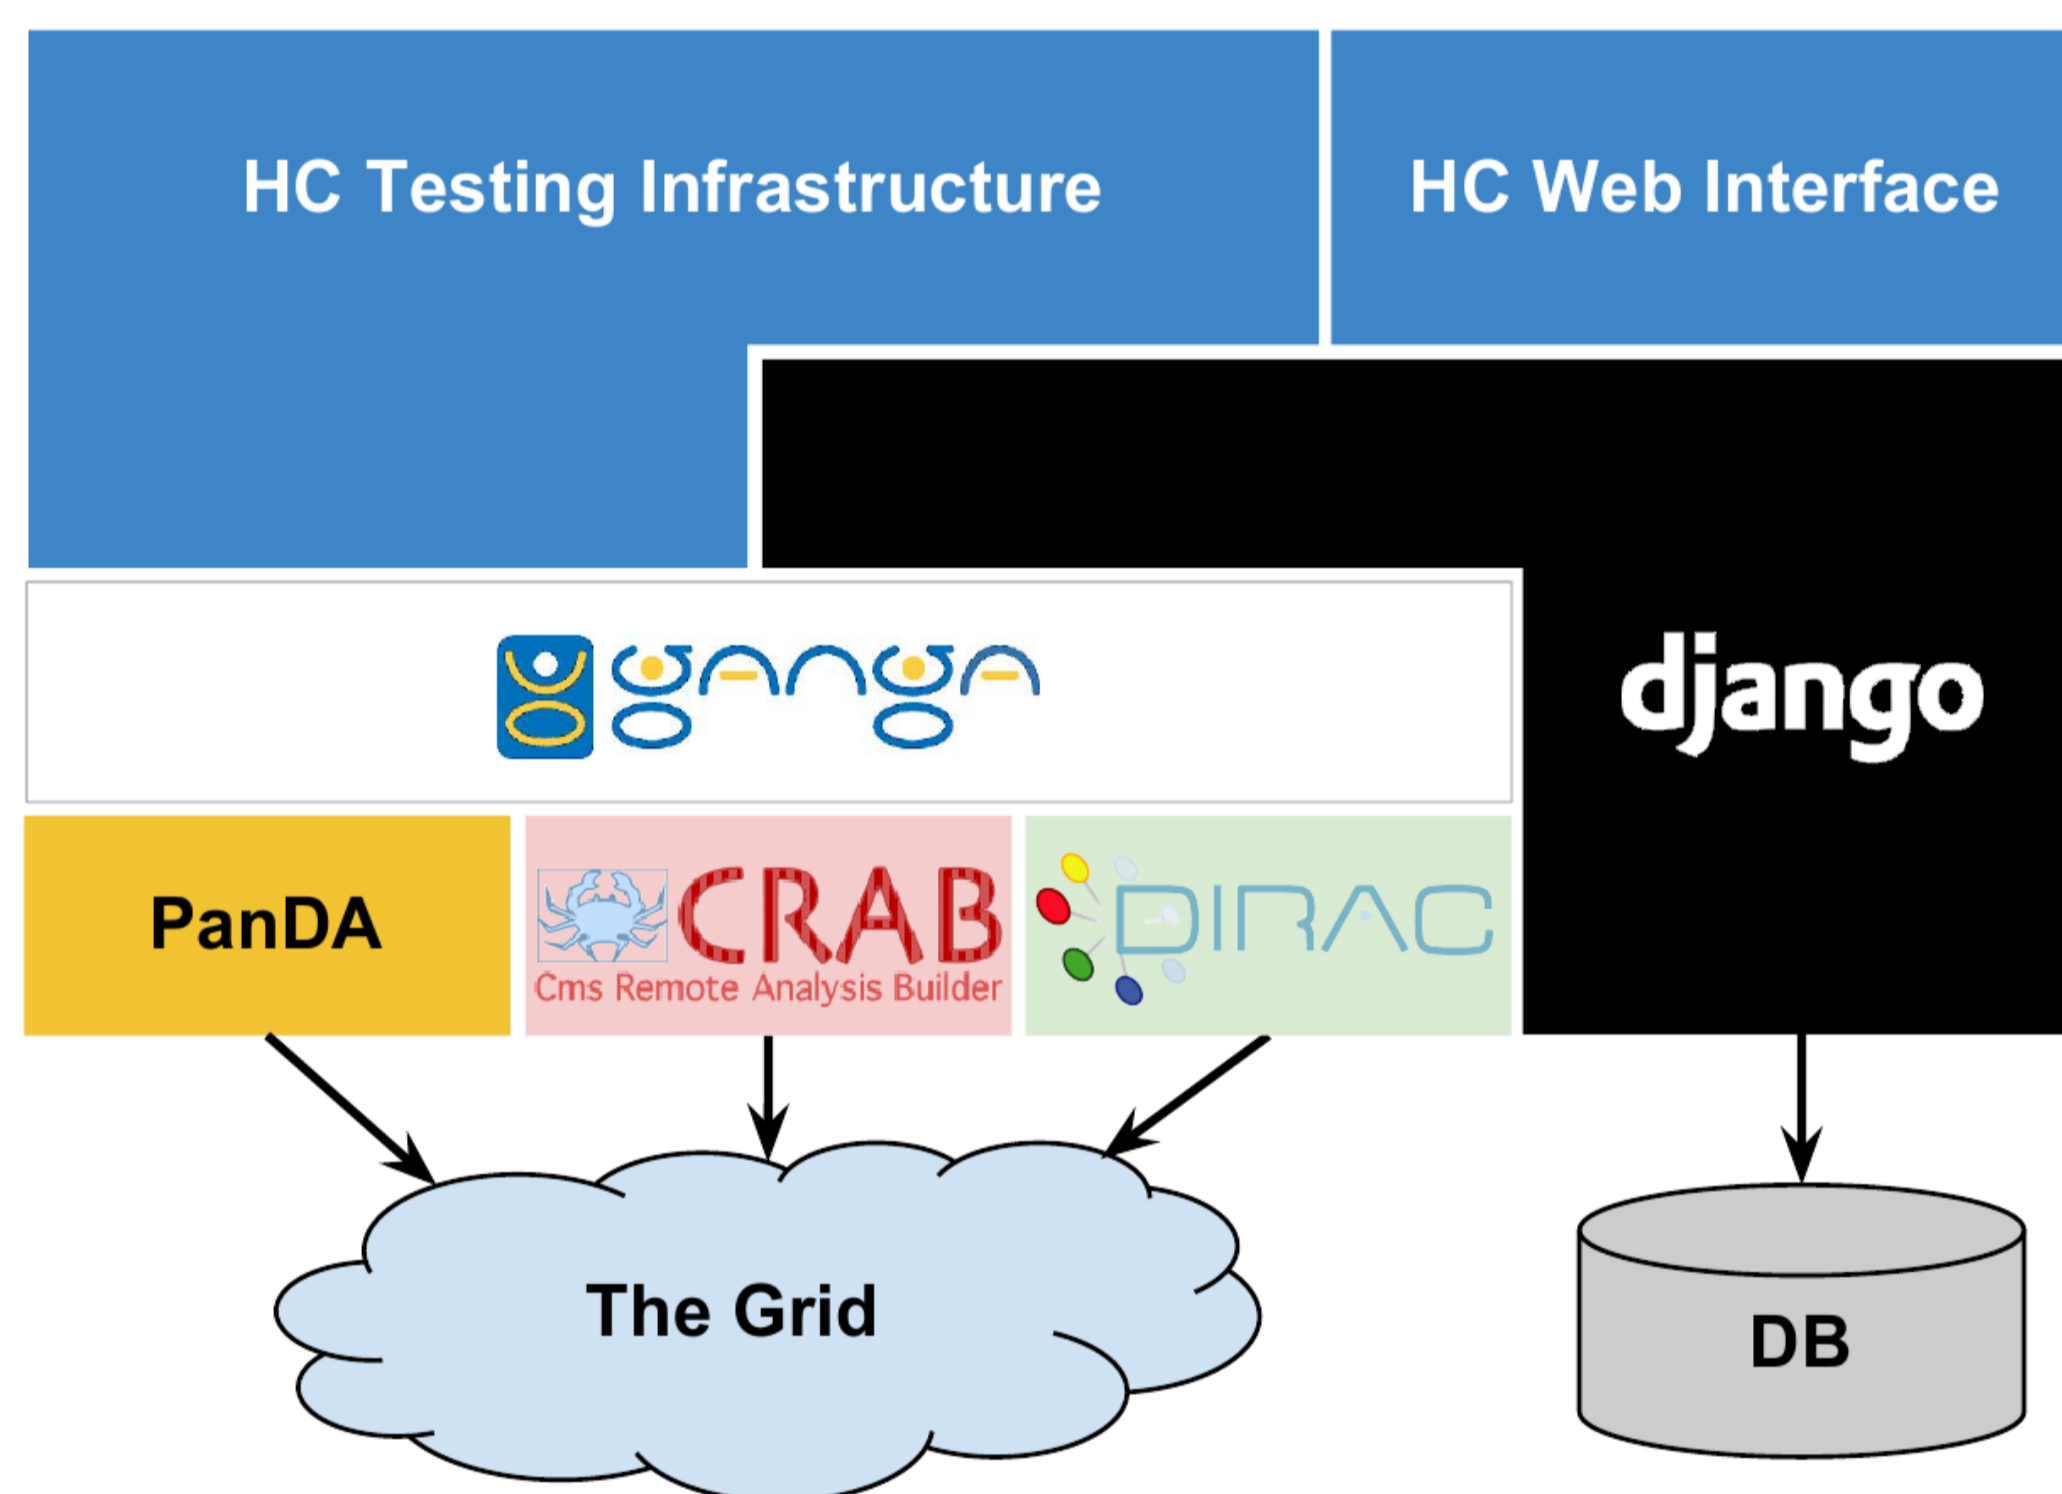 HC Testing Infrastructure
HC Web Interface
ganga
django
PanDA
CRAB
Cms Remote Analysis Builder
DIRAC
The Grid
DB